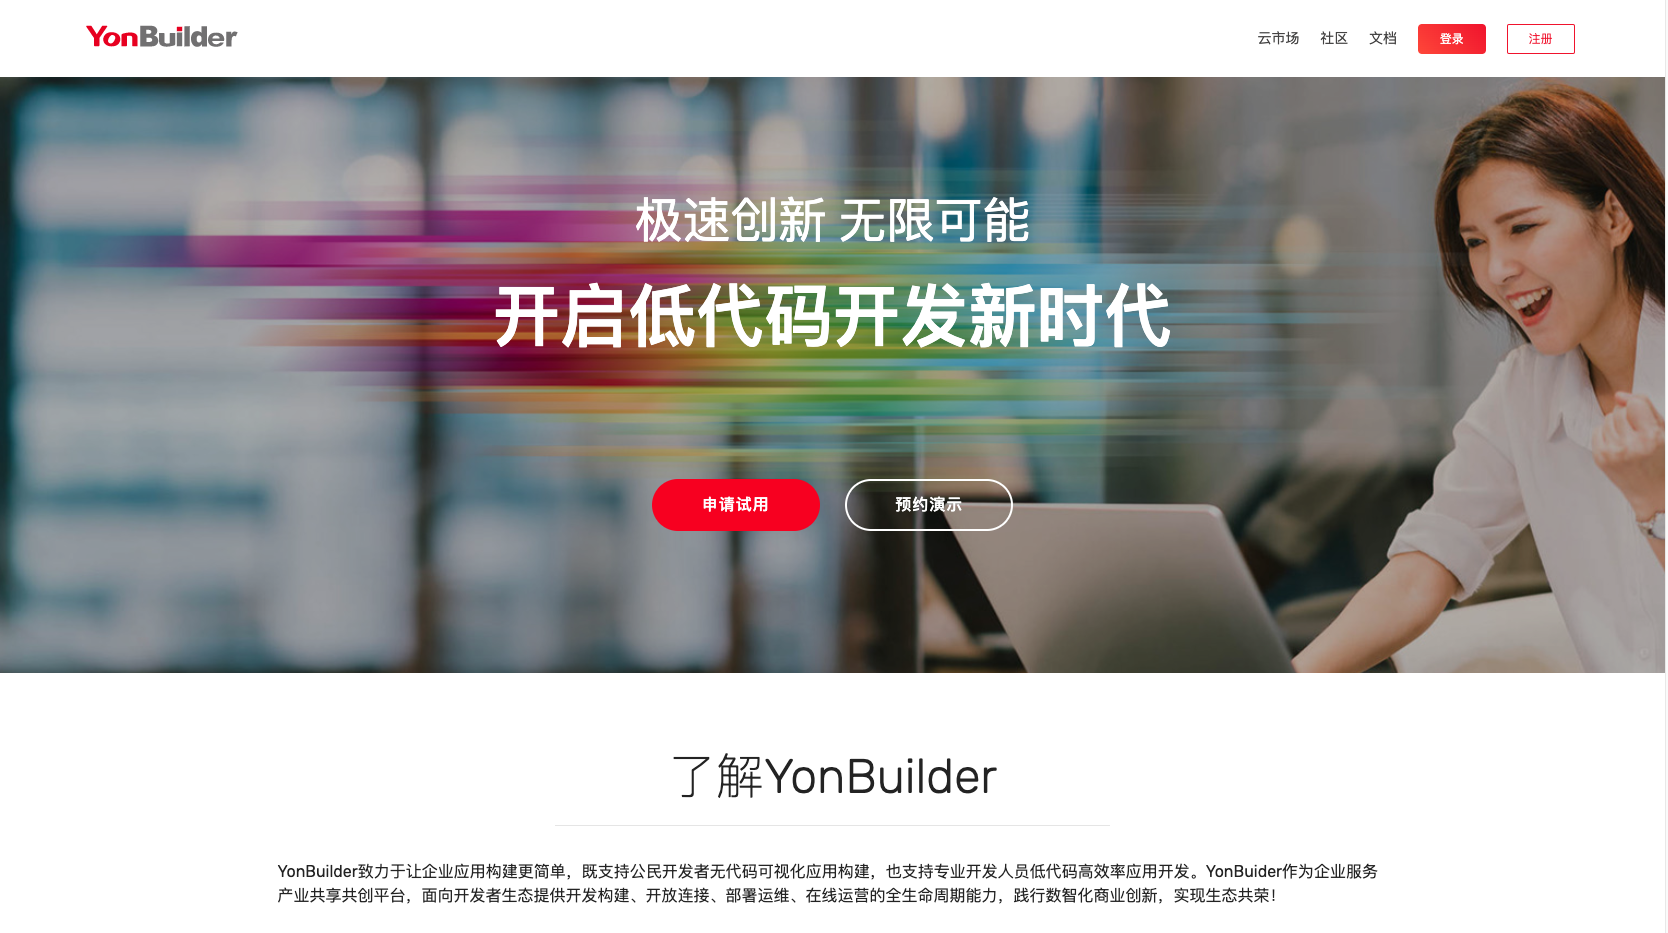 YonBuilder
云市场 社区 文档 登录 注册
极速创新 无限可能
开启低代码开发新时代
申请试用 预约演示
了解YonBuilder
YonBuilder致力于让企业应用构建更简单，既支持公民开发者无代码可视化应用构建，也支持专业开发人员低代码高效率应用开发。YonBuider作为企业服务
产业共享共创平台，面向开发者生态提供开发构建、开放连接、部署运维、在线运营的全生命周期能力，践行数智化商业创新，实现生态共荣！